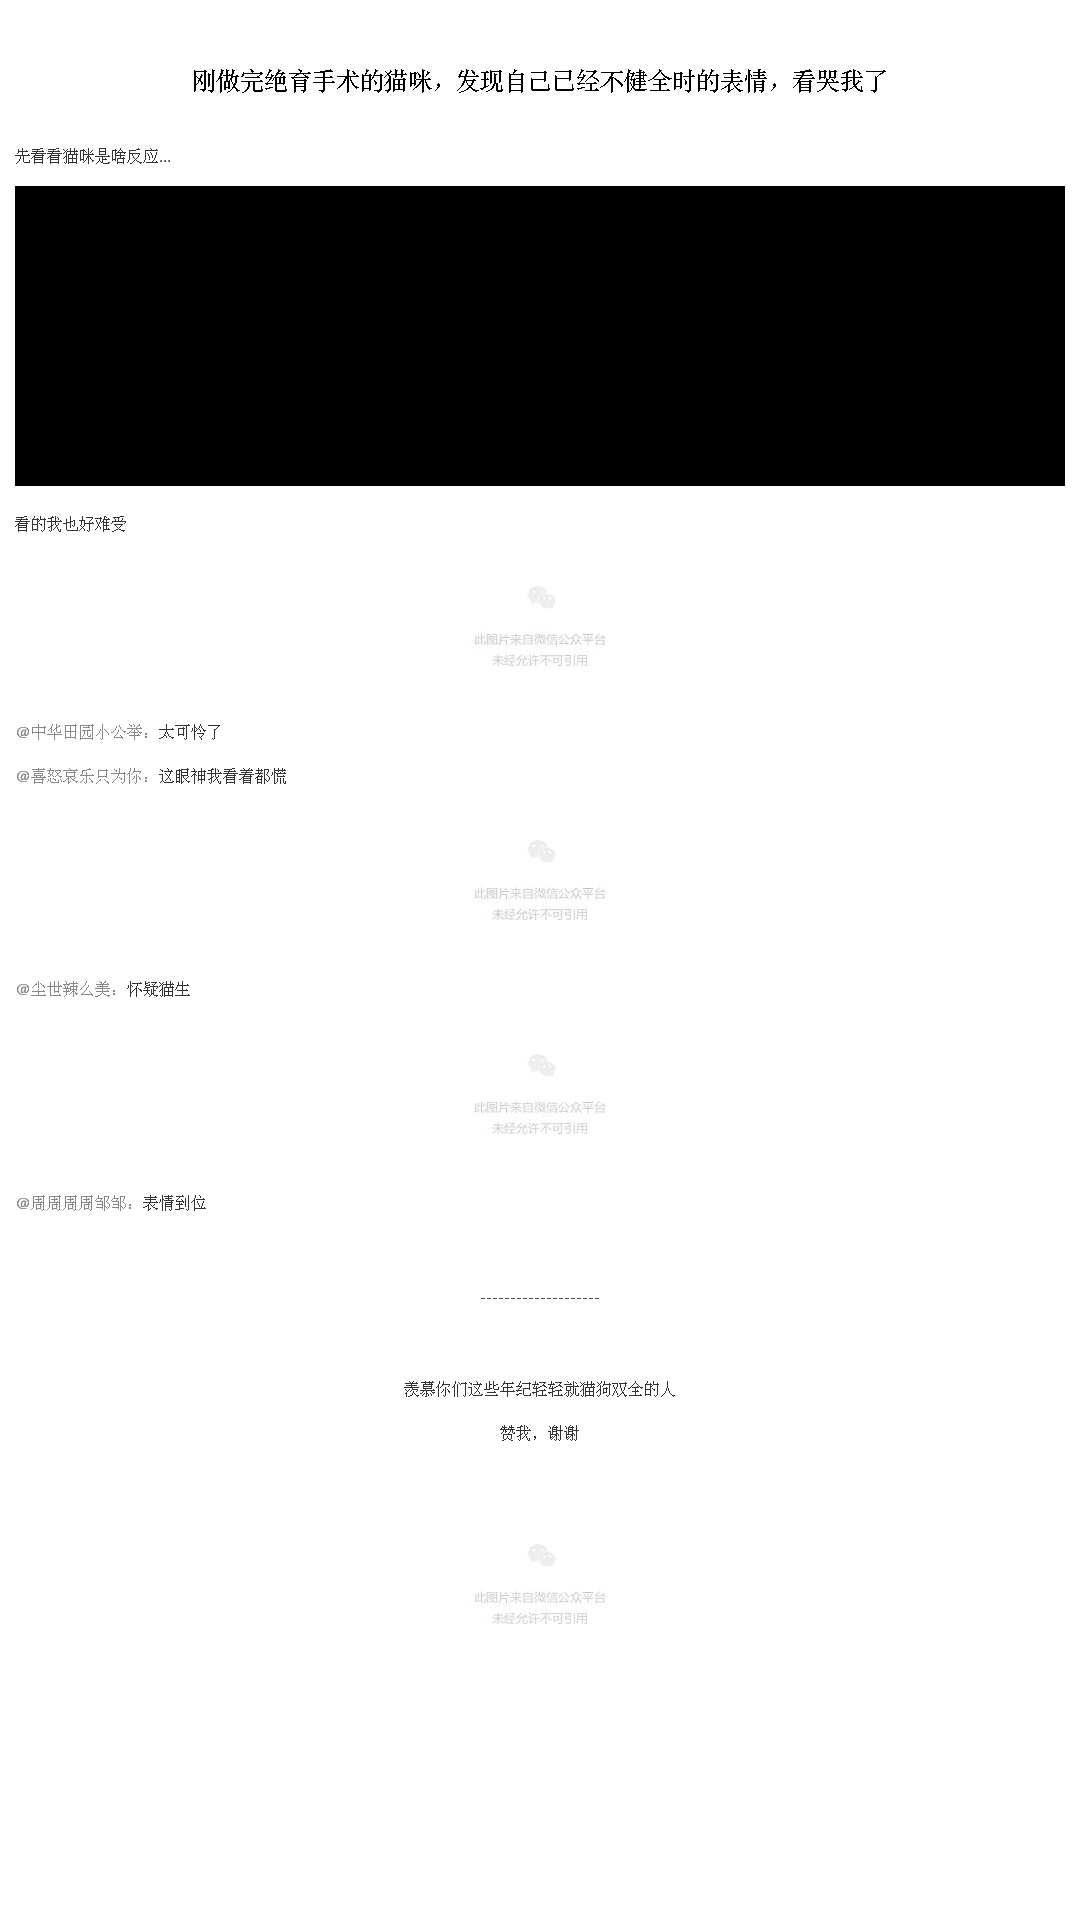 刚做完绝育手术的猫咪，发现自己已经不健全时的表情，看哭我了
先看看猫咪是啥反应...
看的我也好难受
此图片来自微信公众平台
未经允许不可引用
@中华田园小公举：太可怜了
@喜怒哀乐只为你：这眼神我看着都慌
此图片来自微信公众平台
未经允许不可引用
@尘世辣么美：怀疑猫生
此图片来自微信公众平台
未经允许不可引用
@周周周周邹邹：表情到位
--------------------
羡慕你们这些年纪轻轻就猫狗双全的人
赞我，谢谢
此图片来自微信公众平台
未经允许不可引用